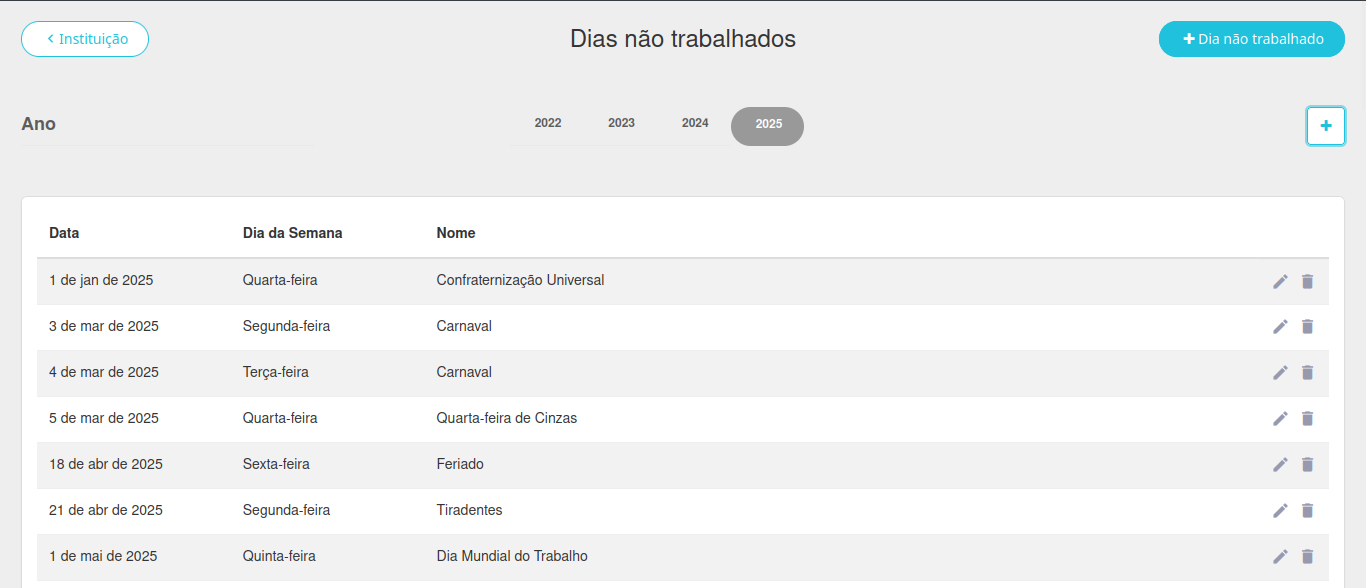 Instituição
Dias não trabalhados
Dia não trabalhado
Ano
2022 2023 2024 2025
Data Dia da Semana Nome
1 de jan de 2025 Quarta-feira Confraternização Universal
3 de mar de 2025 Segunda-feira Carnaval
4 de mar de 2025 Terça-feira Carnaval
5 de mar de 2025 Quarta-feira Quarta-feira de Cinzas
18 de abr de 2025 Sexta-feira Feriado
21 de abr de 2025 Segunda-feira Tiradentes
1 de mai de 2025 Quinta-feira Dia Mundial do Trabalho